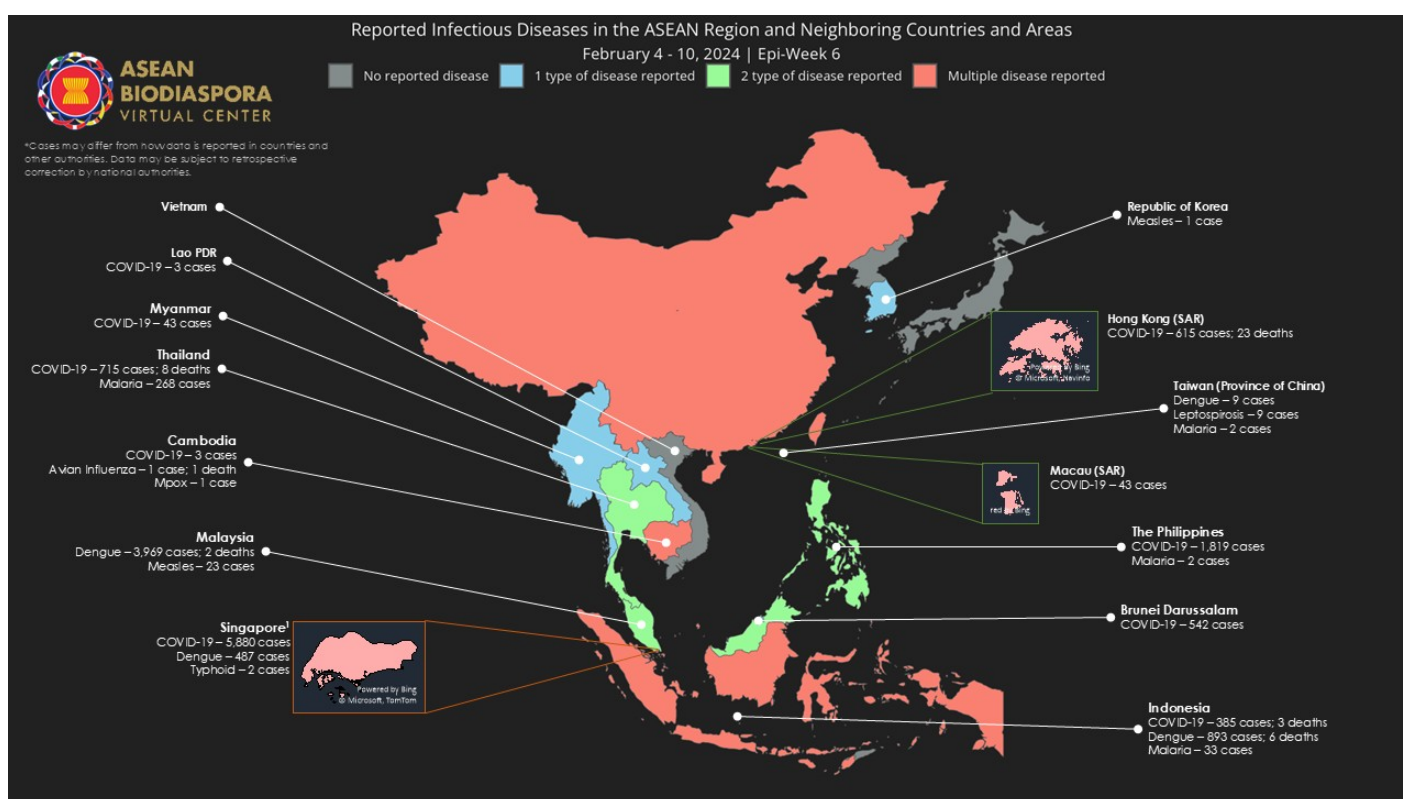 Reported Infectious Diseases in the ASEAN Region and Neighboring Countries and Areas
February 4 - 10, 2024 | Epi-Week 6
No reported disease
1 type of disease reported
2 type of disease reported
Multiple disease reported
ASEAN
BIODIASPORA
VIRTUAL CENTER
*Cases may differ from how data is reported in countries and
other authorities. Data may be subject to retrospective
correction by national authorities.
Vietnam
Lao PDR
COVID-19 – 3 cases
Myanmar
COVID-19 – 43 cases
Thailand
COVID-19 – 715 cases; 8 deaths
Malaria – 268 cases
Cambodia
COVID-19 – 3 cases
Avian Influenza – 1 case; 1 death
Mpox – 1 case
Malaysia
Dengue – 3,969 cases; 2 deaths
Measles – 23 cases
Singapore¹
COVID-19 – 5,880 cases
Dengue – 487 cases
Typhoid – 2 cases
Powered by Bing
© Microsoft, TomTom
Republic of Korea
Measles – 1 case
Hong Kong (SAR)
COVID-19 – 615 cases; 23 deaths
Powered by Bing
© Microsoft, Navinfo
Taiwan (Province of China)
Dengue – 9 cases
Leptospirosis – 9 cases
Malaria – 2 cases
Macau (SAR)
COVID-19 – 43 cases
red by Bing
The Philippines
COVID-19 – 1,819 cases
Malaria – 2 cases
Brunei Darussalam
COVID-19 – 542 cases
Indonesia
COVID-19 – 385 cases; 3 deaths
Dengue – 893 cases; 6 deaths
Malaria – 33 cases